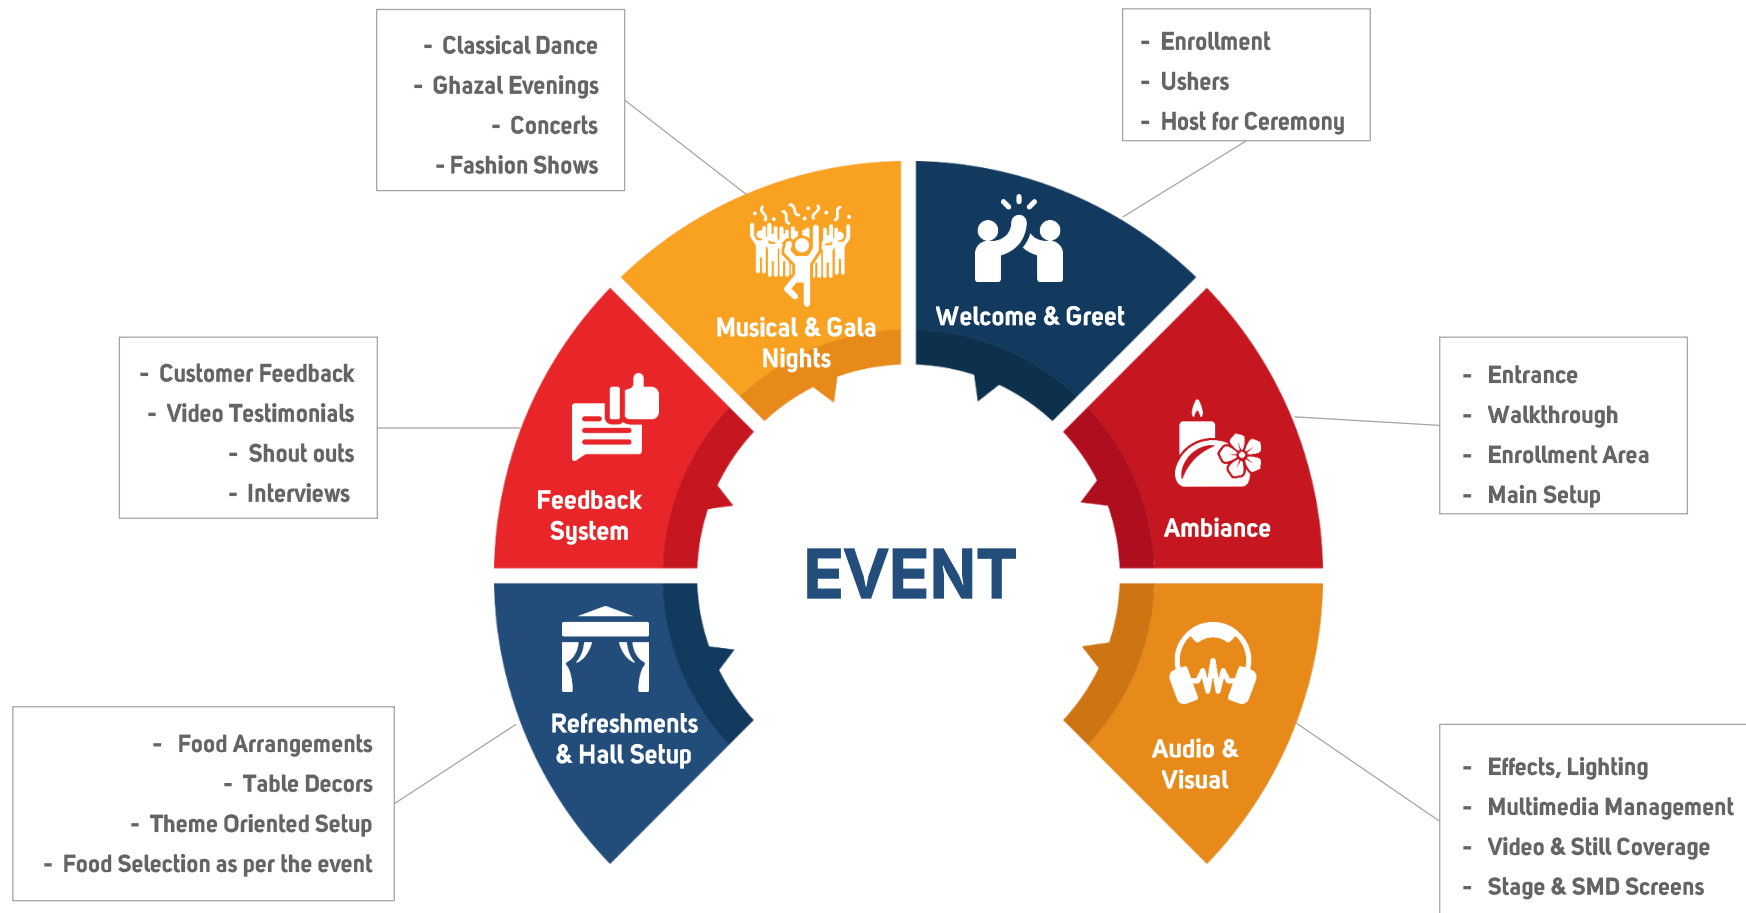 - Classical Dance
- Ghazal Evenings
- Concerts
- Fashion Shows
- Enrollment
- Ushers
- Host for Ceremony
Musical & Gala
Nights
Welcome & Greet
- Customer Feedback
- Video Testimonials
- Shout outs
- Interviews
Feedback
System
Ambiance
- Entrance
- Walkthrough
- Enrollment Area
- Main Setup
EVENT
Refreshments
& Hall Setup
- Food Arrangements
- Table Decors
- Theme Oriented Setup
- Food Selection as per the event
Audio &
Visual
- Effects, Lighting
- Multimedia Management
- Video & Still Coverage
- Stage & SMD Screens